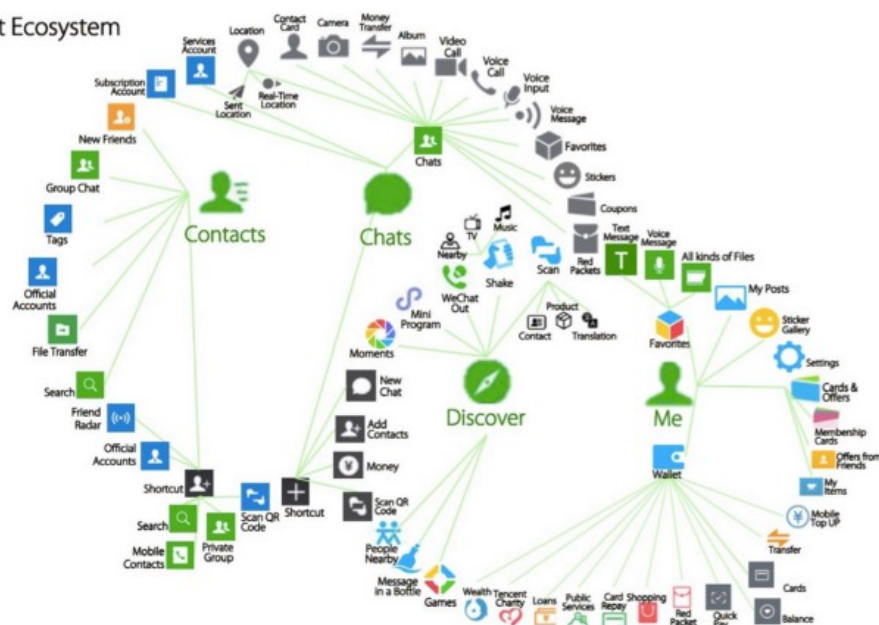 t Ecosystem
Services
Account
Location
Contact
Card
Camera
Money
Transfer
Album
Video
Call
Voice
Call
Voice
Input
Voice
Message
Favorites
Stickers
Coupons
Red
Packets
Sent
Location
Real-Time
Location
Chats
Subscription
Account
New Friends
Group Chat
Tags
Official
Accounts
File Transfer
Search
Friend
Radar
Official
Accounts
Shortcut
Search
Mobile
Contacts
Private
Group
Scan QR
Code
Contacts
Chats
New
Chat
Add
Contacts
Money
Scan QR
Code
Shortcut
Music
TV
Nearby
Shake
Scan
Product
Contact
Translation
WeChat
Out
Mini
Program
Moments
Discover
People
Nearby
Message
in a Bottle
Games
Text
Message
T
Voice
Message
All kinds of Files
Favorites
My Posts
Sticker
Gallery
Settings
Cards &
Offers
Membership
Cards
Offers from
Friends
My
Items
Me
Wallet
Mobile
Top UP
Transfer
Cards
Balance
Quick
Pay
Red
Packet
Shopping
Card
Repay
Public
Services
Loans
Tencent
Charity
Wealth